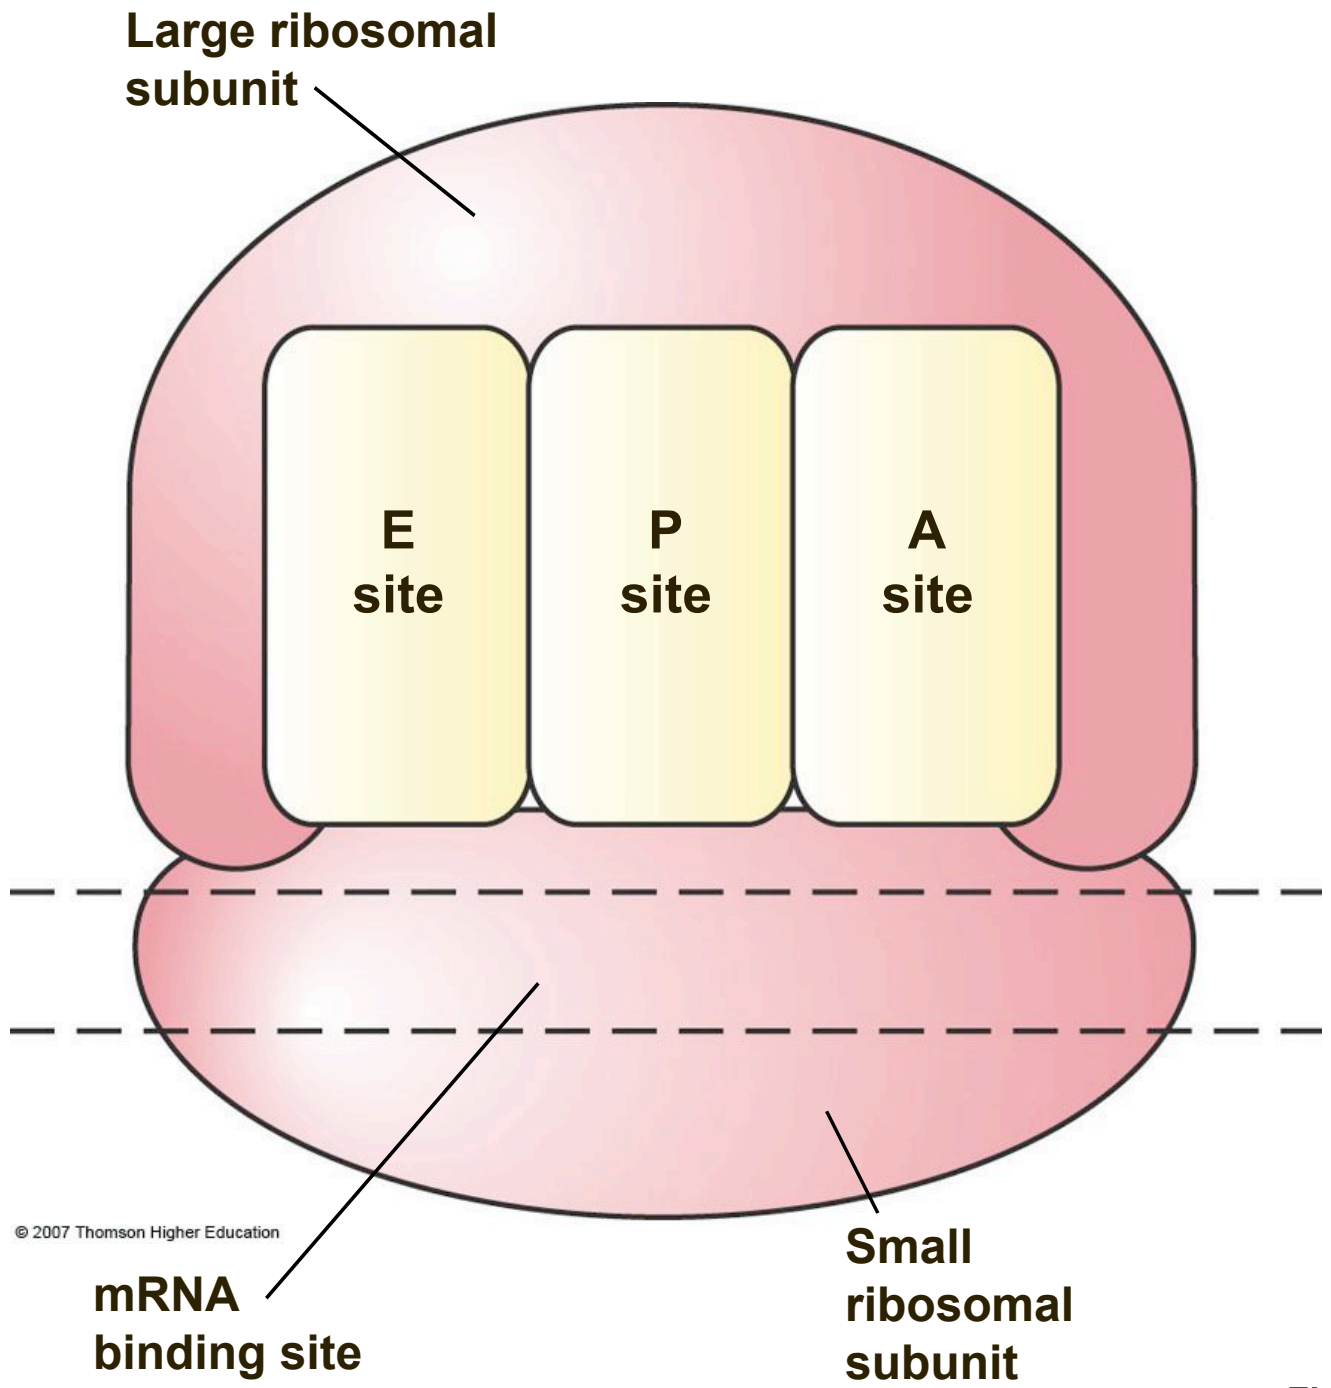 Large ribosomal
subunit
E
site
P
site
A
site
© 2007 Thomson Higher Education
mRNA
binding site
Small
ribosomal
subunit